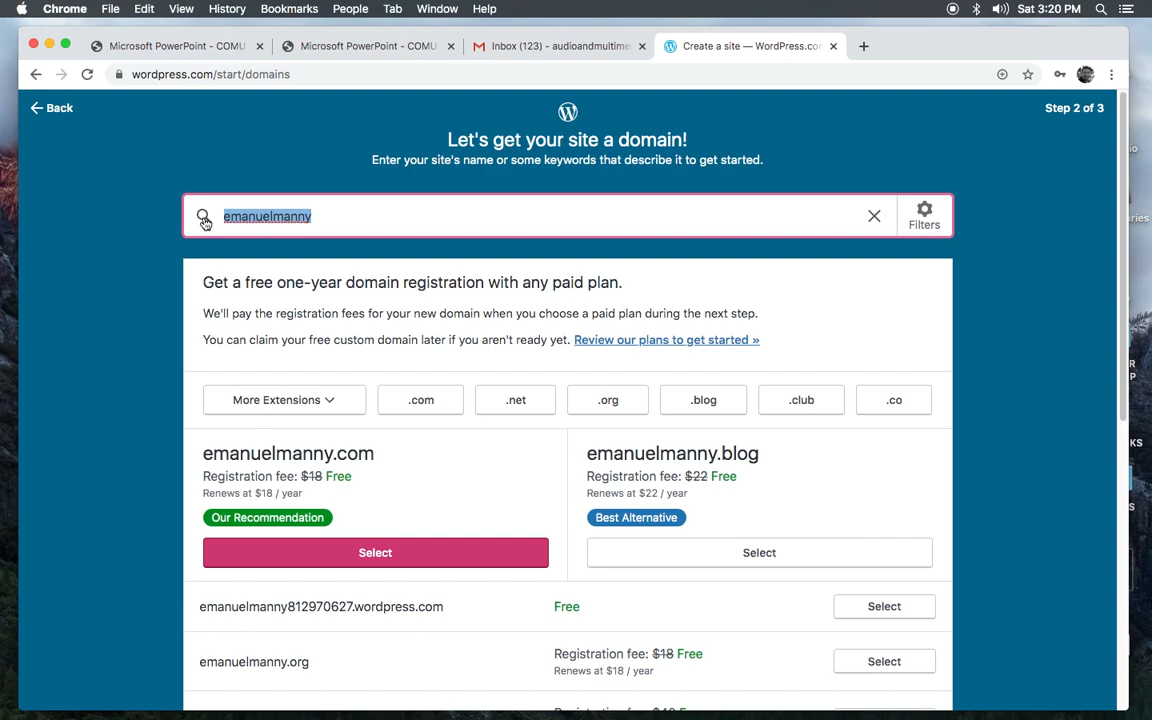 Chrome File Edit View History Bookmarks People Tab Window Help Sat 3:20 PM
Microsoft PowerPoint - COMU Microsoft PowerPoint - COMU Inbox (123) - audioandmultime Create a site — WordPress.com
wordpress.com/start/domains
Back
Step 2 of 3
Let's get your site a domain!
Enter your site's name or some keywords that describe it to get started.
emanuelmanny
Filters
Get a free one-year domain registration with any paid plan.
We'll pay the registration fees for your new domain when you choose a paid plan during the next step.
You can claim your free custom domain later if you aren't ready yet. Review our plans to get started »
More Extensions .com .net .org .blog .club .co
emanuelmanny.com
Registration fee: $18 Free
Renews at $18 / year
Our Recommendation
Select
emanuelmanny.blog
Registration fee: $22 Free
Renews at $22 / year
Best Alternative
Select
emanuelmanny812970627.wordpress.com Free Select
emanuelmanny.org
Registration fee: $18 Free
Renews at $18 / year
Select